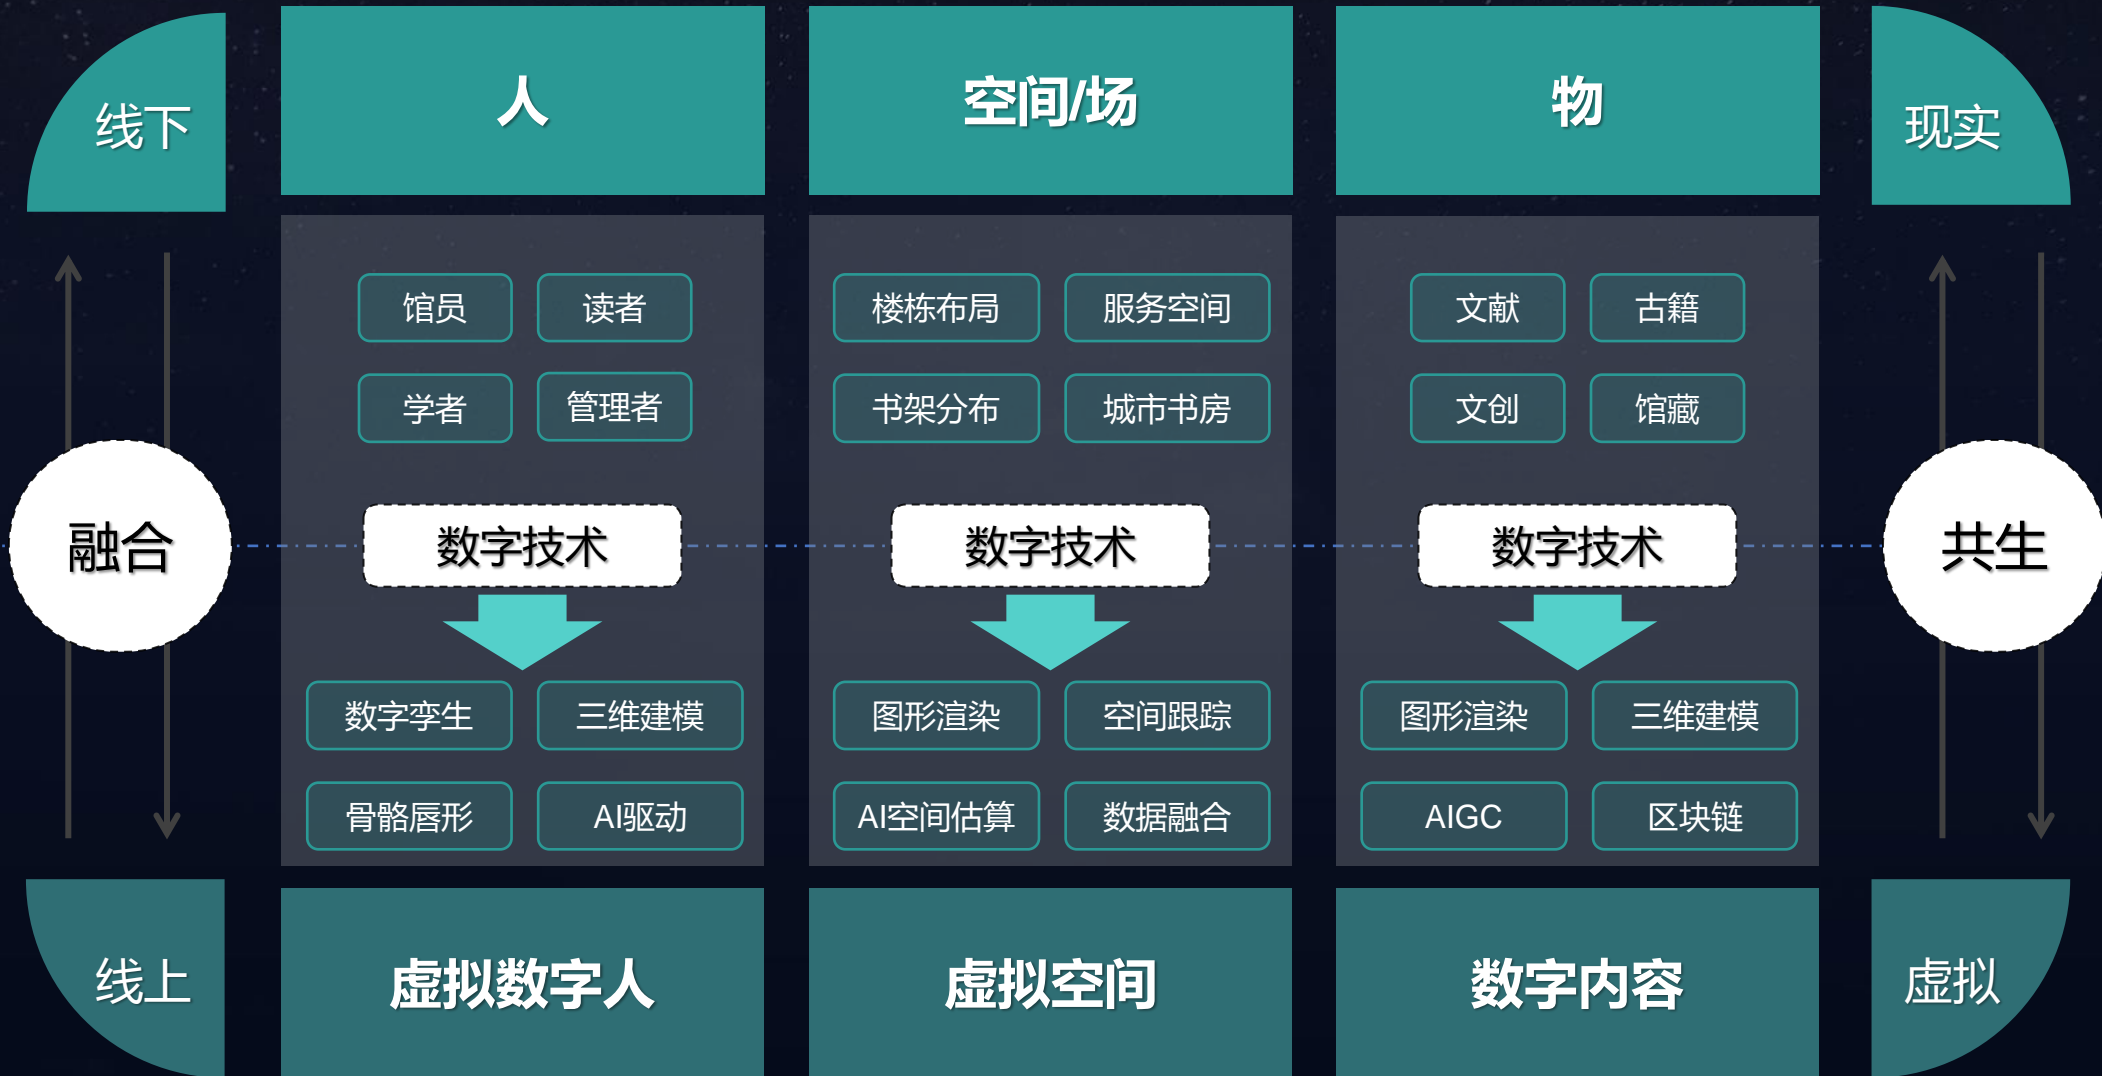 线下
人
空间/场
物
现实
馆员
读者
学者
管理者
楼栋布局
服务空间
书架分布
城市书房
文献
古籍
文创
馆藏
融合
数字技术
数字技术
数字技术
共生
数字孪生
三维建模
骨骼唇形
AI驱动
图形渲染
空间跟踪
AI空间估算
数据融合
图形渲染
三维建模
AIGC
区块链
线上
虚拟数字人
虚拟空间
数字内容
虚拟